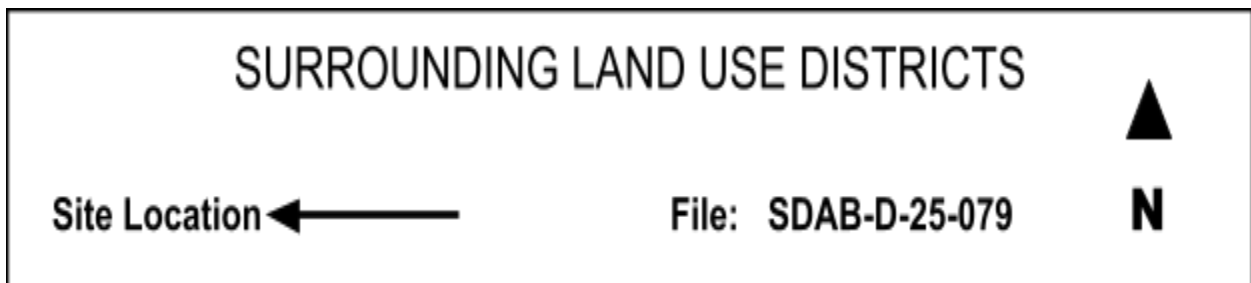 SURROUNDING LAND USE DISTRICTS
Site Location File: SDAB-D-25-079 N